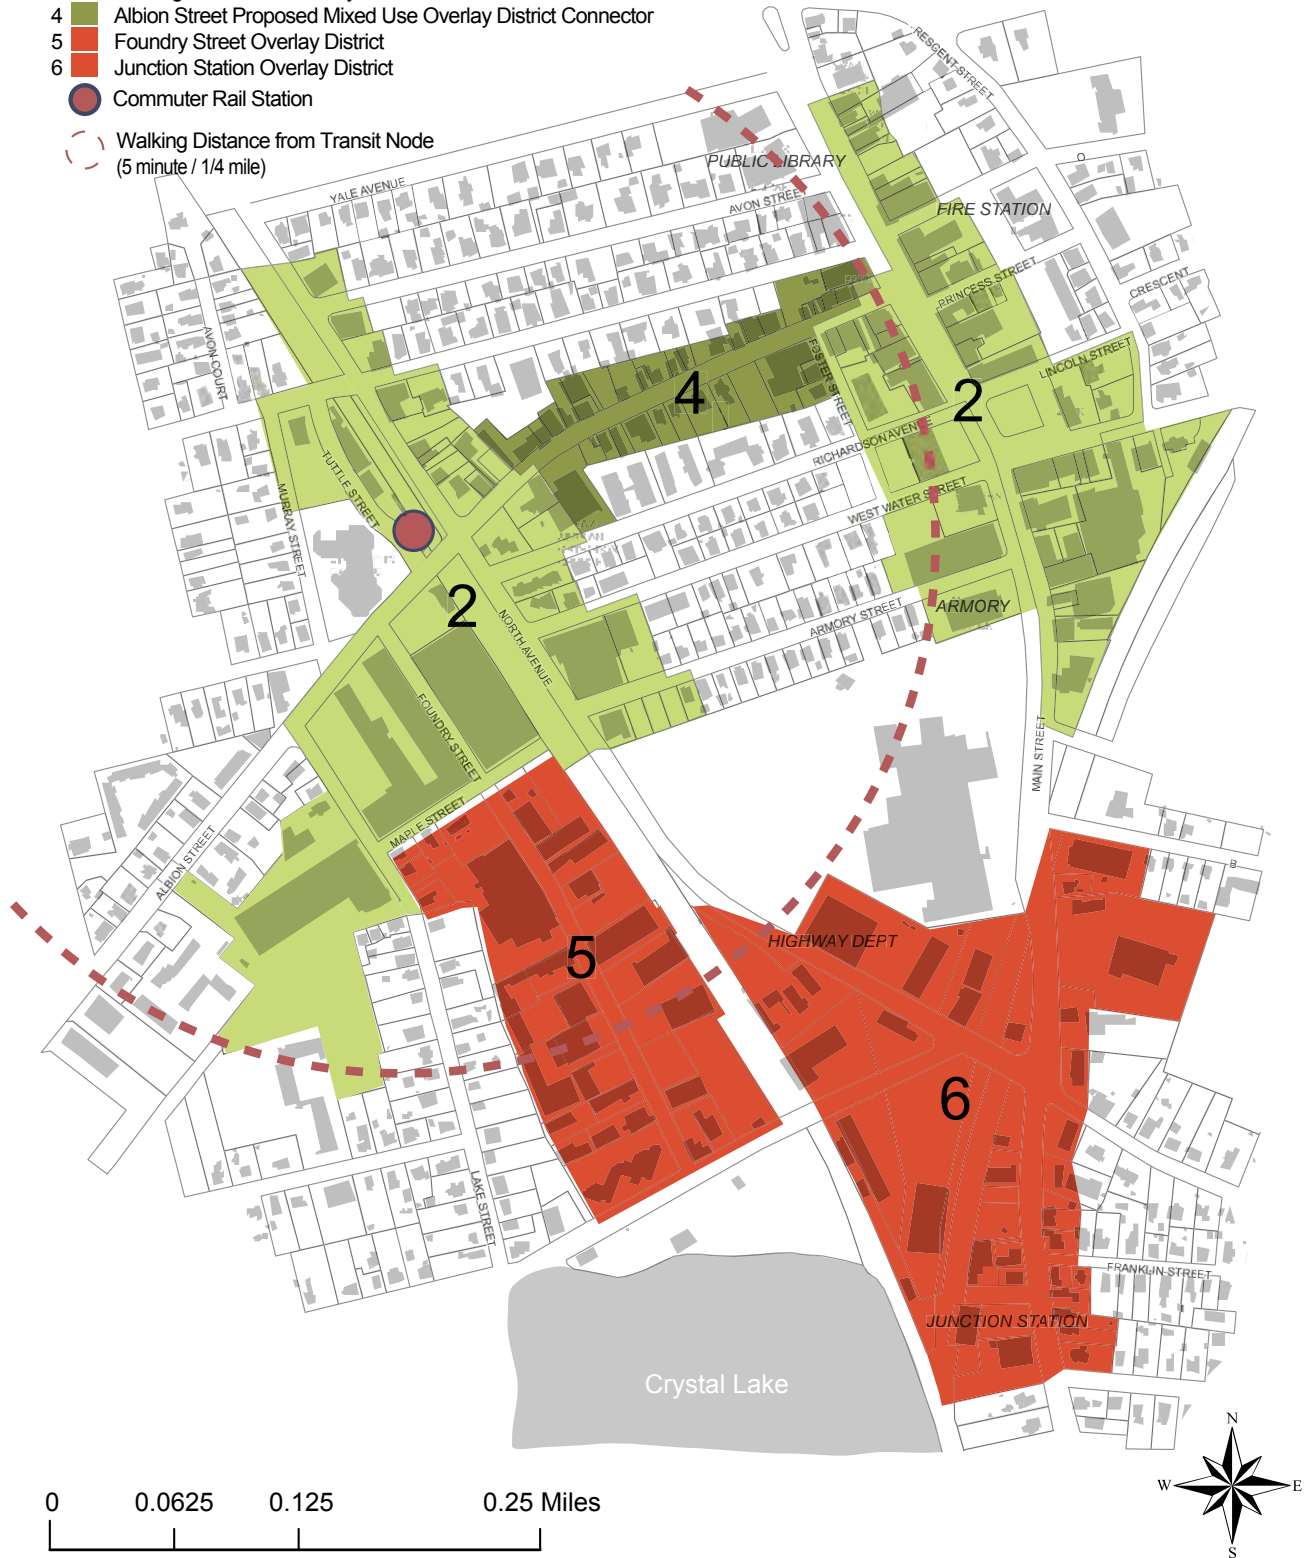 4 Albion Street Proposed Mixed Use Overlay District Connector
5 Foundry Street Overlay District
6 Junction Station Overlay District
Commuter Rail Station
Walking Distance from Transit Node
(5 minute / 1/4 mile)
RESCENT STREET
PUBLIC LIBRARY
YALE AVENUE
AVON STREET
FIRE STATION
PRINCESS STREET
CRESCENT
AVON COURT
LINCOLN STREET
FOSTER STREET
4
2
RICHARDSON AVENUE
TUTTLE STREET
MURRAY STREET
WEST WATER STREET
2
ARMORY
ARMORY STREET
NORTH AVENUE
FOUNDRY STREET
MAIN STREET
MAPLE STREET
ALBION STREET
B
5
HIGHWAY DEPT
6
LAKE STREET
FRANKLIN STREET
JUNCTION STATION
Crystal Lake
N
W E
S
0 0.0625 0.125 0.25 Miles